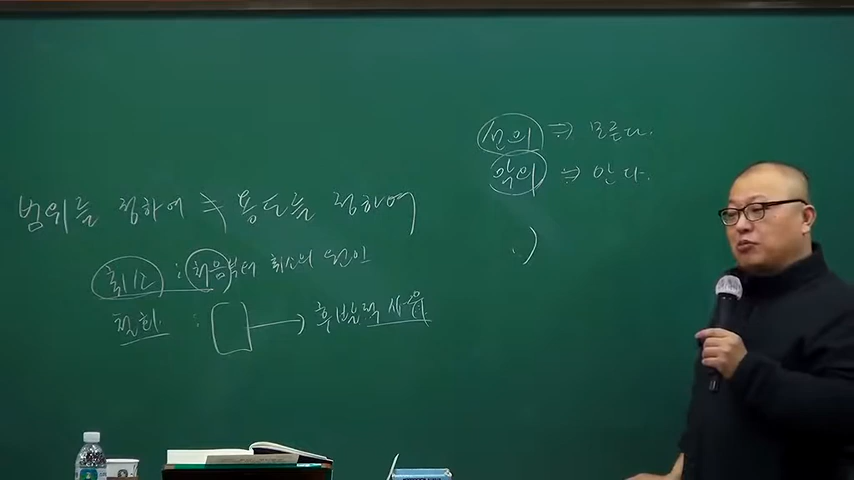 범위를 정하여 ≠ 용도를 정하여
취소 : 처음부터 취소의 원인
철회 : □ → 후발적 사유
선의 ⇒ 모른다.
악의 ⇒ 안다.